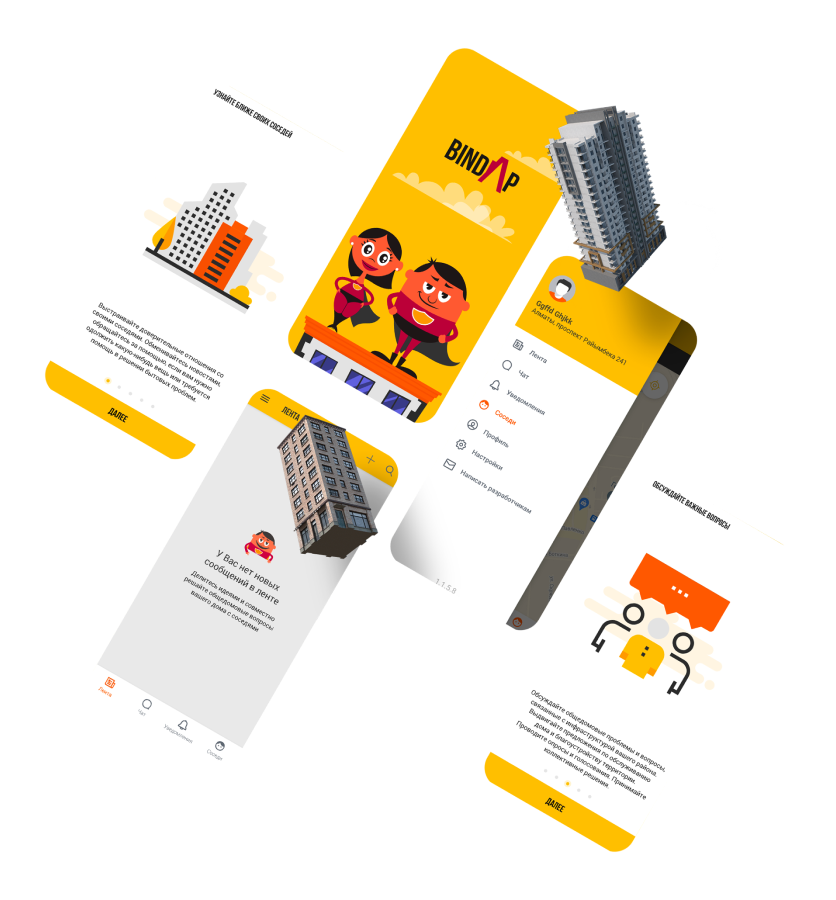 УЗНАЙТЕ БЛИЖЕ СВОИХ СОСЕДЕЙ
Выстраивайте доверительные отношения со
своими соседями. Обменивайтесь новостями,
обращайтесь за помощью, если вам нужно
одолжить какую-нибудь вещь или требуется
помощь в решении бытовых проблем.
ДАЛЕЕ
BINDAP
Ggffd Ghjkk
Алматы, проспект Райымбека 241
Лента
Чат
Уведомления
Соседи
Профиль
Настройки
Написать разработчикам
1.1.5.8
ЛЕНТА
У Вас нет новых
сообщений в ленте
Делитесь идеями и совместно
решайте общедомовые вопросы
вашего дома с соседями
Лента
Чат
Уведомления
Соседи
ОБСУЖДАЙТЕ ВАЖНЫЕ ВОПРОСЫ
Обсуждайте общедомовые проблемы и вопросы,
связанные с инфраструктурой вашего района.
Выдвигайте предложения по обслуживанию
дома и благоустройству территории.
Проводите опросы и голосования. Принимайте
коллективные решения.
ДАЛЕЕ